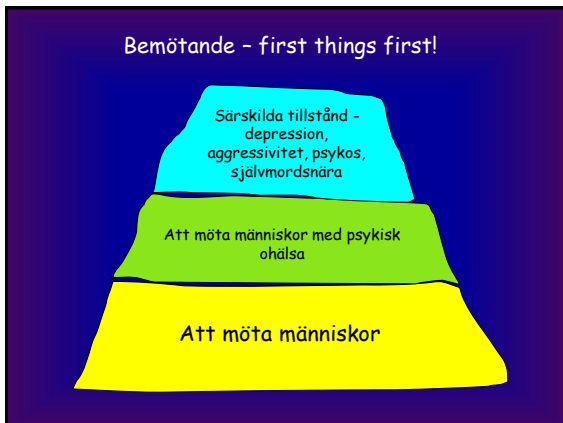 Bemötande – first things first!
Särskilda tillstånd -
depression,
aggressivitet, psykos,
självmordsnära
Att möta människor med psykisk
ohälsa
Att möta människor